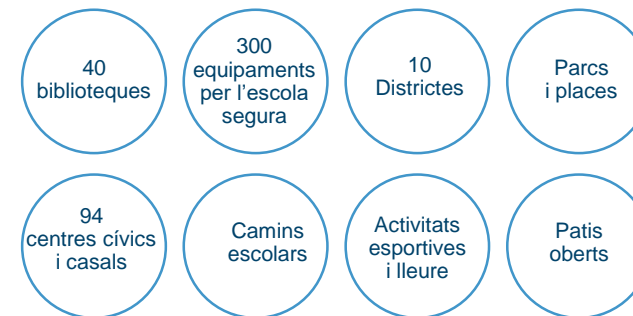 40
biblioteques
300
equipaments
per l’escola
segura
10
Districtes
Parcs
i places
94
centres cívics
i casals
Camins
escolars
Activitats
esportives
i lleure
Patis
oberts